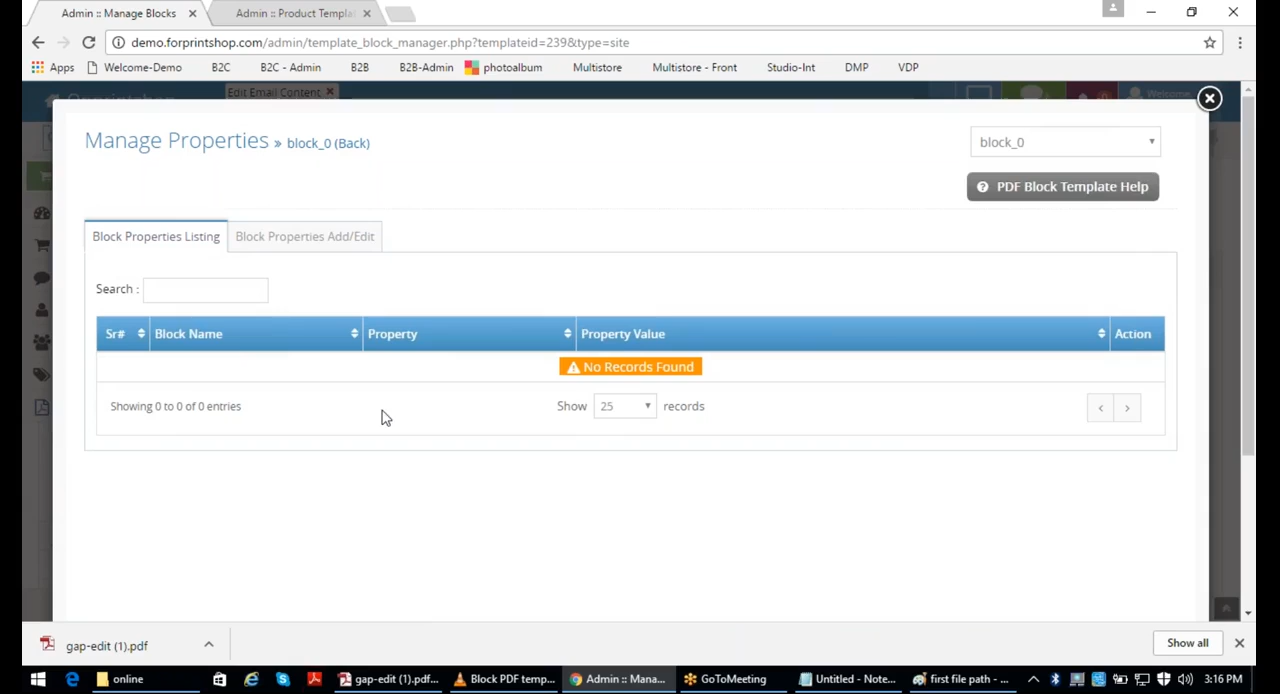 Admin :: Manage Blocks
Admin :: Product Templa
demo.forprintshop.com/admin/template_block_manager.php?templateid=239&type=site
Apps Welcome-Demo B2C B2C - Admin B2B B2B-Admin photoalbum Multistore Multistore - Front Studio-Int DMP VDP
Edit Email Content
Welcome
Manage Properties » block_0 (Back)
block_0
PDF Block Template Help
Block Properties Listing Block Properties Add/Edit
Search :
Sr# Block Name Property Property Value Action
No Records Found
Showing 0 to 0 of 0 entries Show 25 records
gap-edit (1).pdf Show all
online gap-edit (1).pdf... Block PDF temp... Admin :: Mana... GoToMeeting Untitled - Note... first file path - ... 3:16 PM